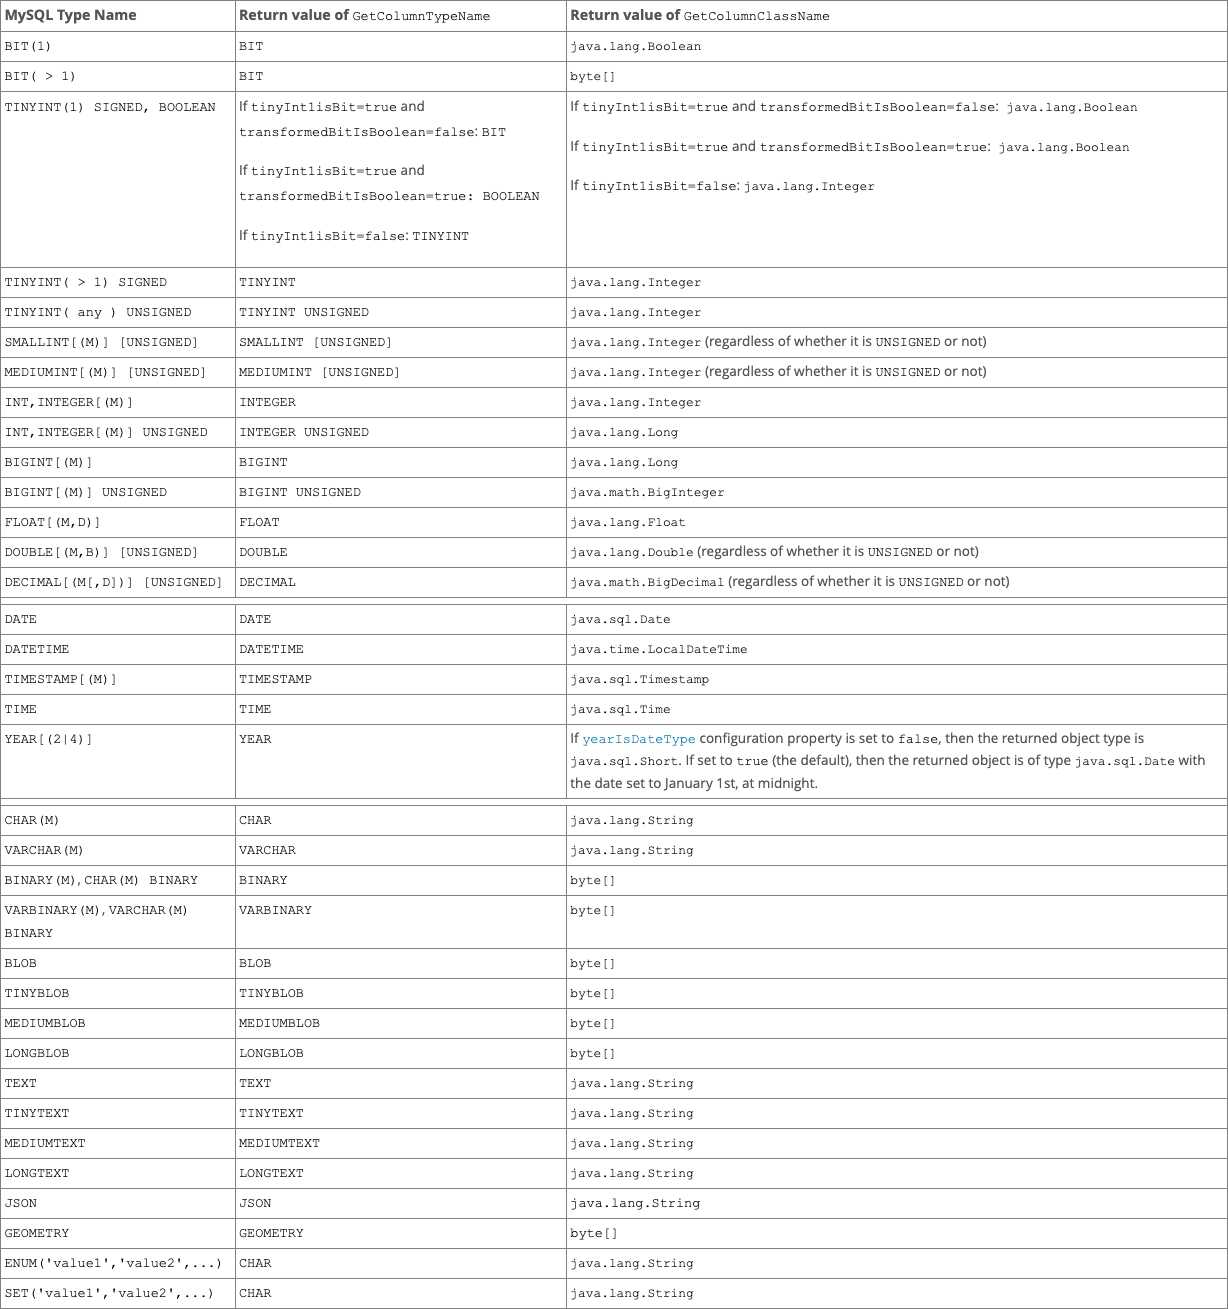 MySQL Type Name Return value of GetColumnTypeName Return value of GetColumnClassName
BIT(1) BIT java.lang.Boolean
BIT( > 1) BIT byte[]
TINYINT(1) SIGNED, BOOLEAN If tinyInt1isBit=true and If tinyInt1isBit=true and transformedBitIsBoolean=false: java.lang.Boolean
transformedBitIsBoolean=false: BIT
If tinyInt1isBit=true and transformedBitIsBoolean=true: java.lang.Boolean
If tinyInt1isBit=true and
transformedBitIsBoolean=true: BOOLEAN If tinyInt1isBit=false: java.lang.Integer
If tinyInt1isBit=false: TINYINT
TINYINT( > 1) SIGNED TINYINT java.lang.Integer
TINYINT( any ) UNSIGNED TINYINT UNSIGNED java.lang.Integer
SMALLINT[(M)] [UNSIGNED] SMALLINT [UNSIGNED] java.lang.Integer (regardless of whether it is UNSIGNED or not)
MEDIUMINT[(M)] [UNSIGNED] MEDIUMINT [UNSIGNED] java.lang.Integer (regardless of whether it is UNSIGNED or not)
INT,INTEGER[(M)] INTEGER java.lang.Integer
INT,INTEGER[(M)] UNSIGNED INTEGER UNSIGNED java.lang.Long
BIGINT[(M)] BIGINT java.lang.Long
BIGINT[(M)] UNSIGNED BIGINT UNSIGNED java.math.BigInteger
FLOAT[(M,D)] FLOAT java.lang.Float
DOUBLE[(M,B)] [UNSIGNED] DOUBLE java.lang.Double (regardless of whether it is UNSIGNED or not)
DECIMAL[(M[,D])] [UNSIGNED] DECIMAL java.math.BigDecimal (regardless of whether it is UNSIGNED or not)
DATE DATE java.sql.Date
DATETIME DATETIME java.time.LocalDateTime
TIMESTAMP[(M)] TIMESTAMP java.sql.Timestamp
TIME TIME java.sql.Time
YEAR[(2|4)] YEAR If yearIsDateType configuration property is set to false, then the returned object type is
java.sql.Short. If set to true (the default), then the returned object is of type java.sql.Date with
the date set to January 1st, at midnight.
CHAR(M) CHAR java.lang.String
VARCHAR(M) VARCHAR java.lang.String
BINARY(M),CHAR(M) BINARY BINARY byte[]
VARBINARY(M),VARCHAR(M) VARBINARY byte[]
BINARY
BLOB BLOB byte[]
TINYBLOB TINYBLOB byte[]
MEDIUMBLOB MEDIUMBLOB byte[]
LONGBLOB LONGBLOB byte[]
TEXT TEXT java.lang.String
TINYTEXT TINYTEXT java.lang.String
MEDIUMTEXT MEDIUMTEXT java.lang.String
LONGTEXT LONGTEXT java.lang.String
JSON JSON java.lang.String
GEOMETRY GEOMETRY byte[]
ENUM('value1','value2',...) CHAR java.lang.String
SET('value1','value2',...) CHAR java.lang.String